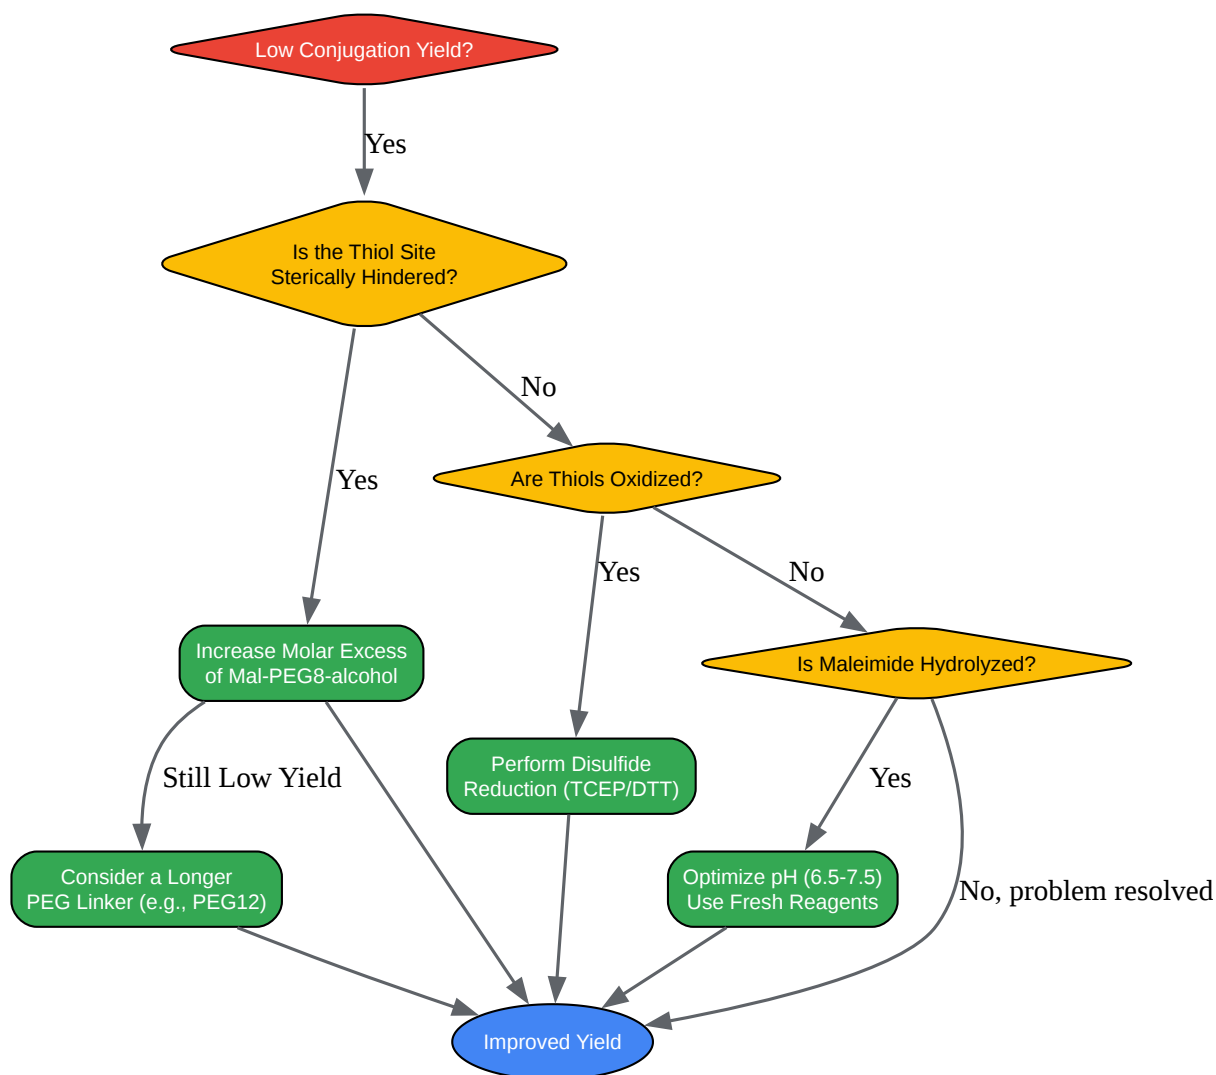 Low Conjugation Yield?
Yes
Is the Thiol Site
Sterically Hindered?
No
Yes
Are Thiols Oxidized?
Yes
No
Increase Molar Excess
of Mal-PEG8-alcohol
Is Maleimide Hydrolyzed?
Still Low Yield
Perform Disulfide
Reduction (TCEP/DTT)
Yes
Consider a Longer
PEG Linker (e.g., PEG12)
Optimize pH (6.5-7.5)
Use Fresh Reagents
No, problem resolved
Improved Yield